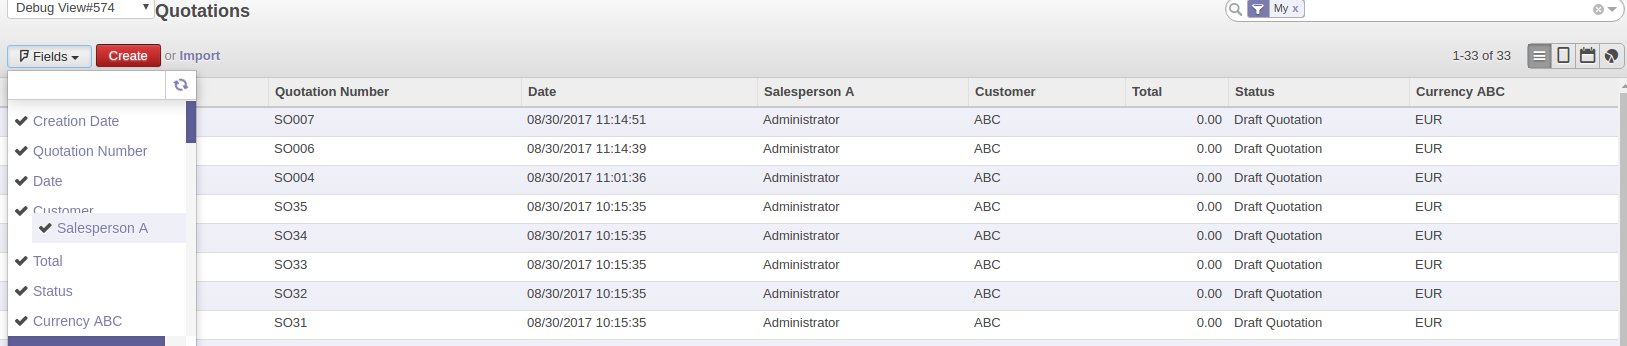 Debug View#574 Quotations My x
Fields Create or Import 1-33 of 33
Quotation Number Date Salesperson A Customer Total Status Currency ABC
Creation Date SO007 08/30/2017 11:14:51 Administrator ABC 0.00 Draft Quotation EUR
Quotation Number SO006 08/30/2017 11:14:39 Administrator ABC 0.00 Draft Quotation EUR
Date SO004 08/30/2017 11:01:36 Administrator ABC 0.00 Draft Quotation EUR
Customer SO35 08/30/2017 10:15:35 Administrator ABC 0.00 Draft Quotation EUR
Salesperson A SO34 08/30/2017 10:15:35 Administrator ABC 0.00 Draft Quotation EUR
Total SO33 08/30/2017 10:15:35 Administrator ABC 0.00 Draft Quotation EUR
Status SO32 08/30/2017 10:15:35 Administrator ABC 0.00 Draft Quotation EUR
Currency ABC SO31 08/30/2017 10:15:35 Administrator ABC 0.00 Draft Quotation EUR